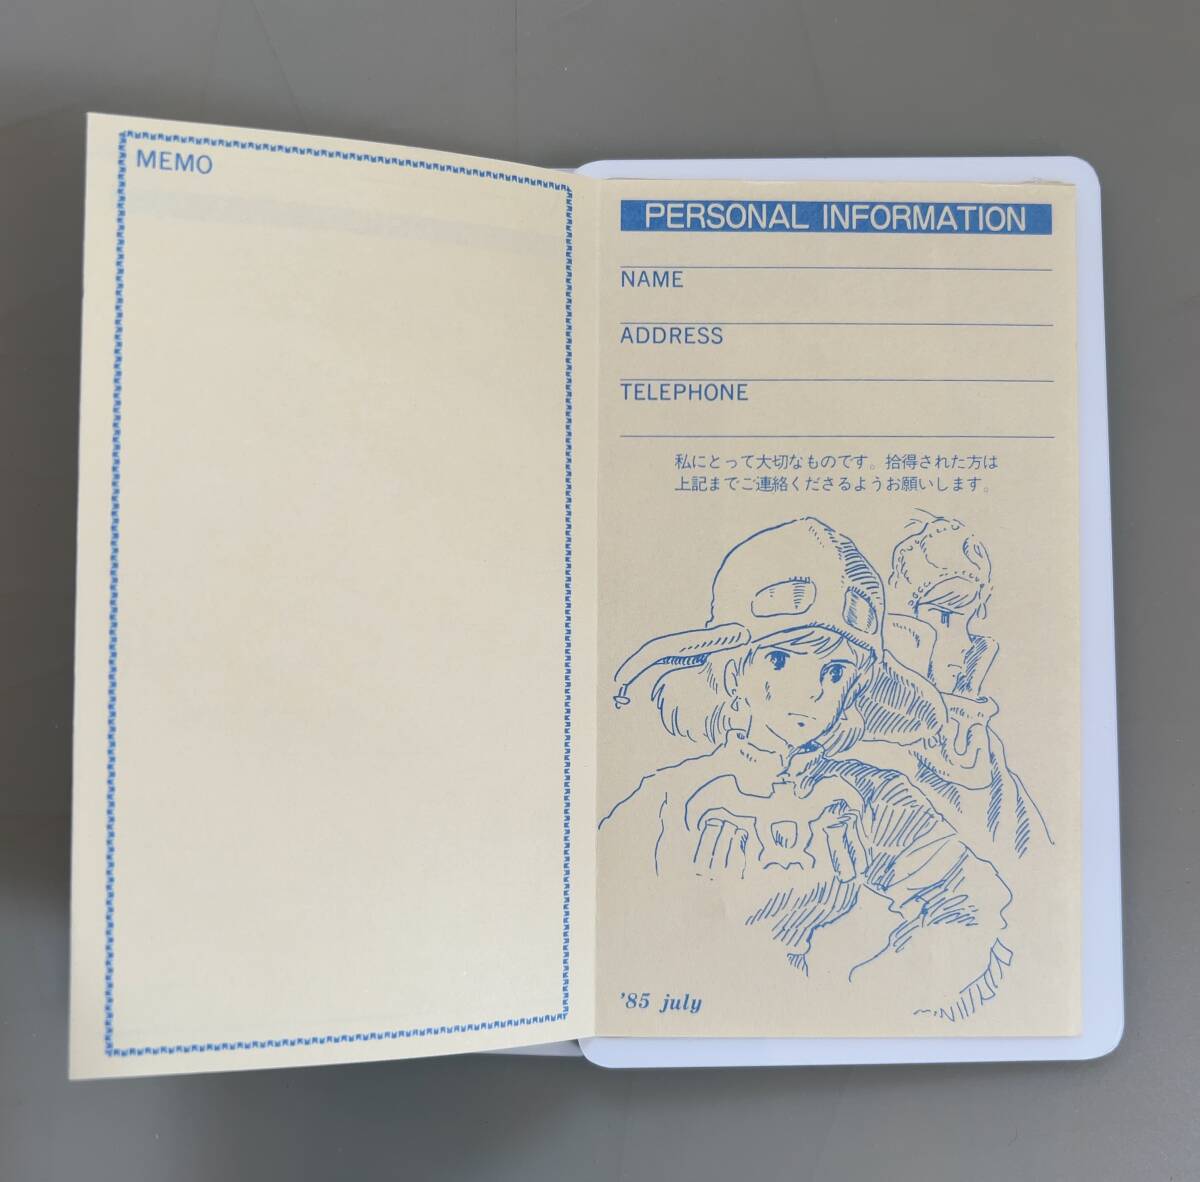 MEMO
PERSONAL INFORMATION
NAME
ADDRESS
TELEPHONE
私にとって大切なものです。拾得された方は
上記までご連絡くださるようお願いします。
'85 july